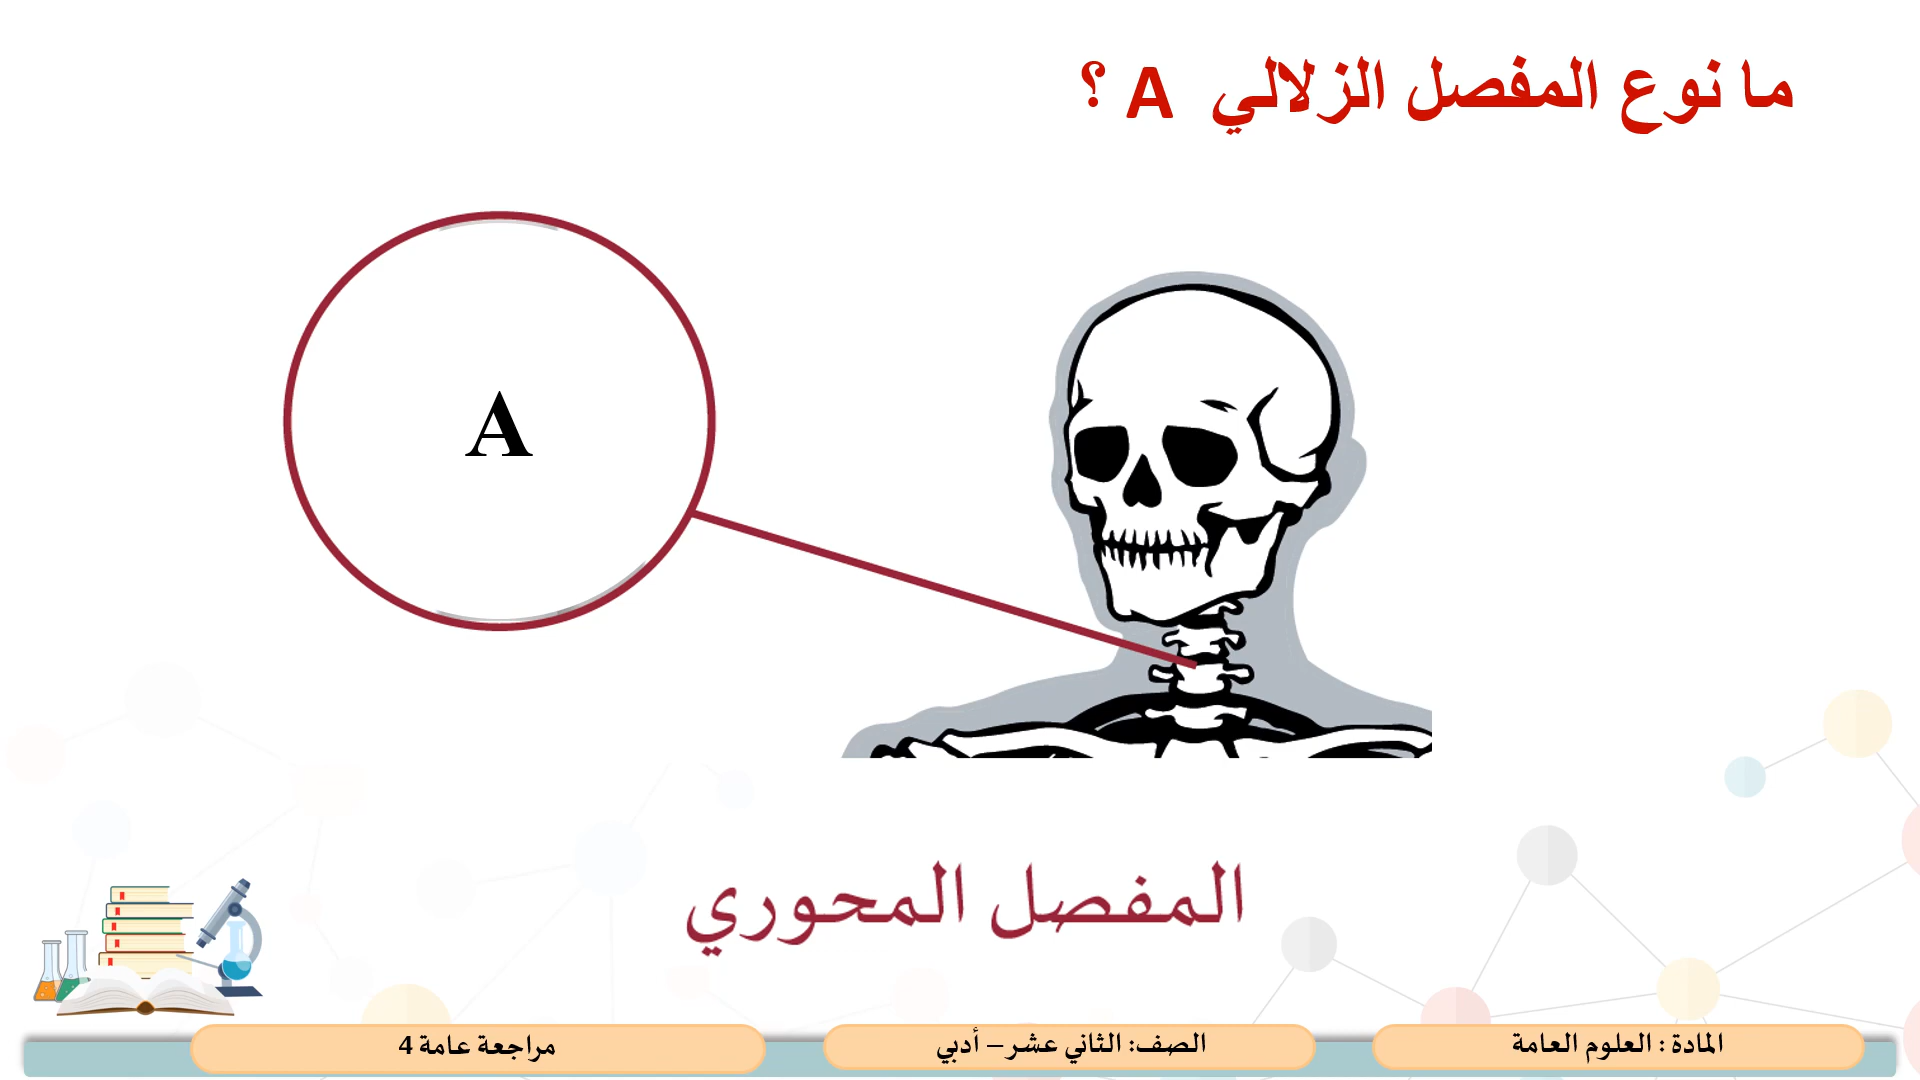 ما نوع المفصل الزلالي A ؟
A
المفصل المحوري
المادة : العلوم العامة
الصف: الثاني عشر – أدبي
مراجعة عامة 4